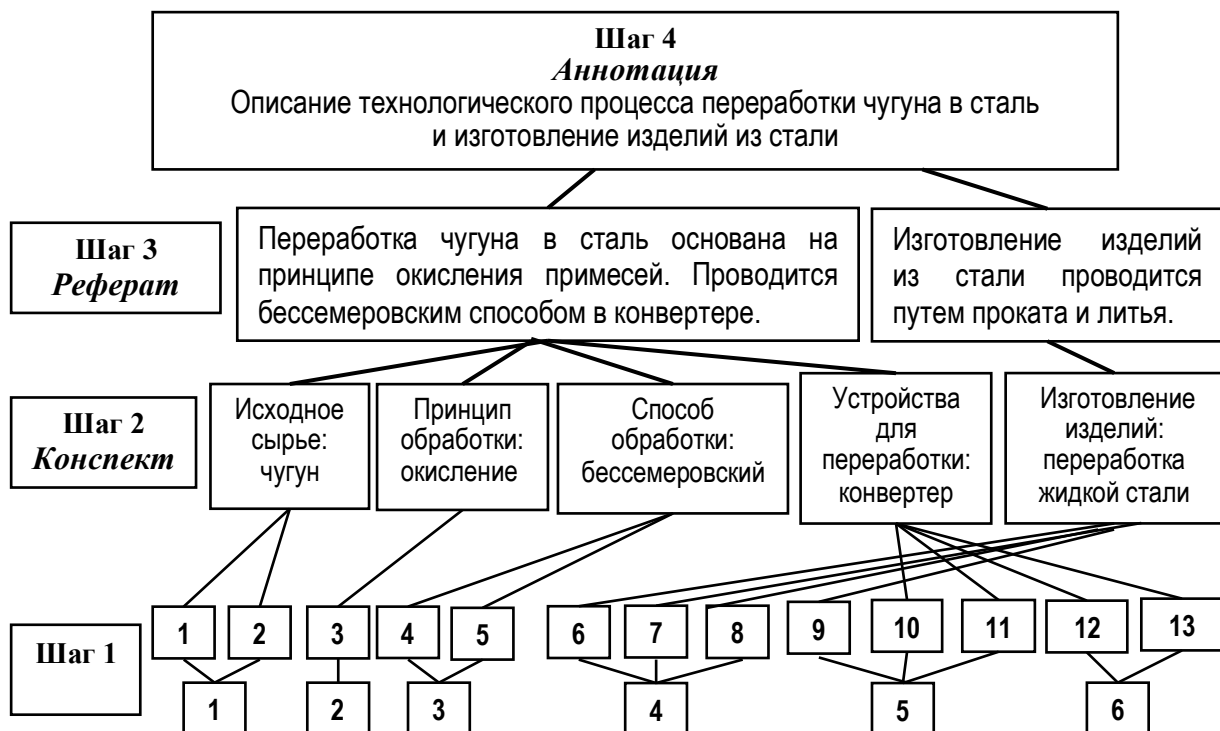 Шаг 4
Аннотация
Описание технологического процесса переработки чугуна в сталь
и изготовление изделий из стали
Шаг 3
Реферат
Переработка чугуна в сталь основана на
принципе окисления примесей. Проводится
бессемеровским способом в конвертере.
Изготовление изделий
из стали проводится
путем проката и литья.
Шаг 2
Конспект
Исходное
сырье:
чугун
Принцип
обработки:
окисление
Способ
обработки:
бессемеровский
Устройства
для
переработки:
конвертер
Изготовление
изделий:
переработка
жидкой стали
Шаг 1
1 2 3 4 5 6 7 8 9 10 11 12 13
1 2 3 4 5 6